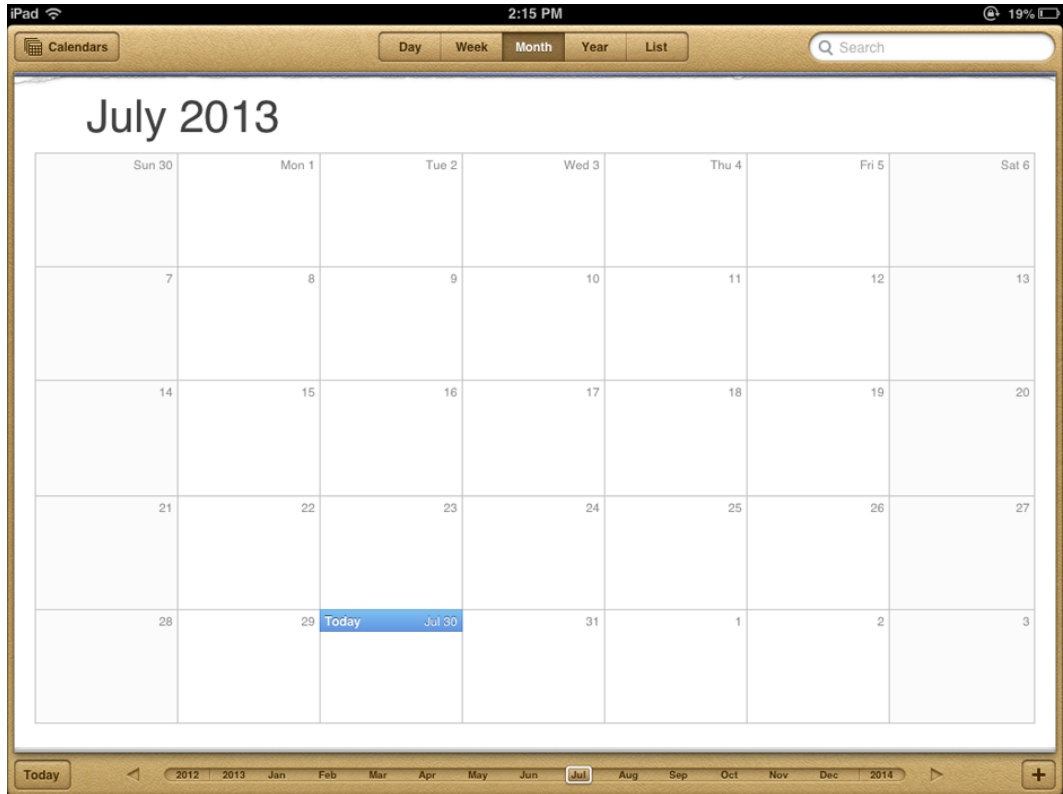 iPad 2:15 PM 19%
Calendars Day Week Month Year List Search
July 2013
Sun 30 Mon 1 Tue 2 Wed 3 Thu 4 Fri 5 Sat 6
7 8 9 10 11 12 13
14 15 16 17 18 19 20
21 22 23 24 25 26 27
28 29 Today Jul 30 31 1 2 3
Today 2012 2013 Jan Feb Mar Apr May Jun Jul Aug Sep Oct Nov Dec 2014 +